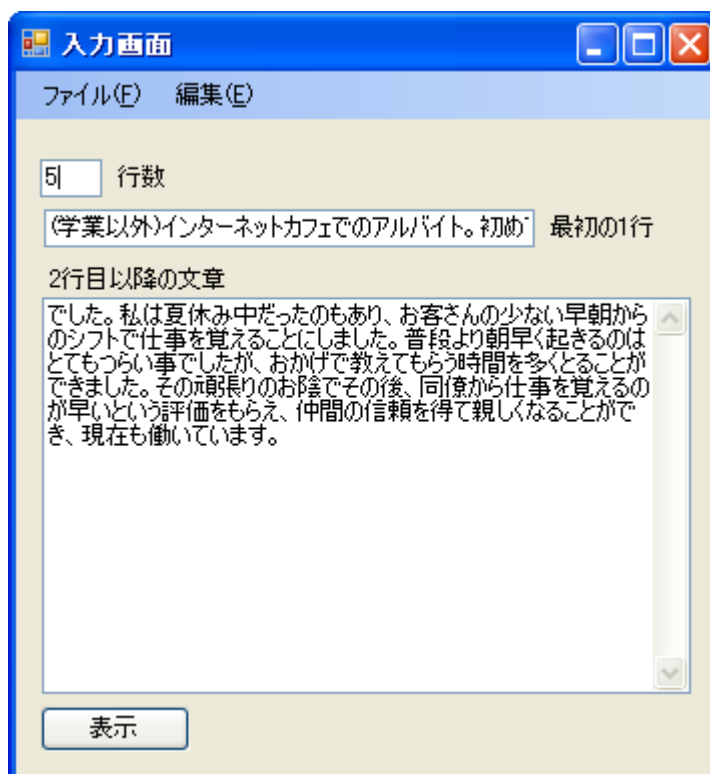 入力画面
ファイル(F) 編集(E)
5 行数
(学業以外)インターネットカフェでのアルバイト。初め 最初の1行
2行目以降の文章
でした。私は夏休み中だったのもあり、お客さんの少ない早朝から
のシフトで仕事を覚えることにしました。普段より朝早く起きるのは
とてもつらい事でしたが、おかげで教えてもらう時間を多くとることが
できました。その頑張りのお陰でその後、同僚から仕事を覚えるの
が早いという評価をもらえ、仲間の信頼を得て親しくなることがで
き、現在も働いています。
表示